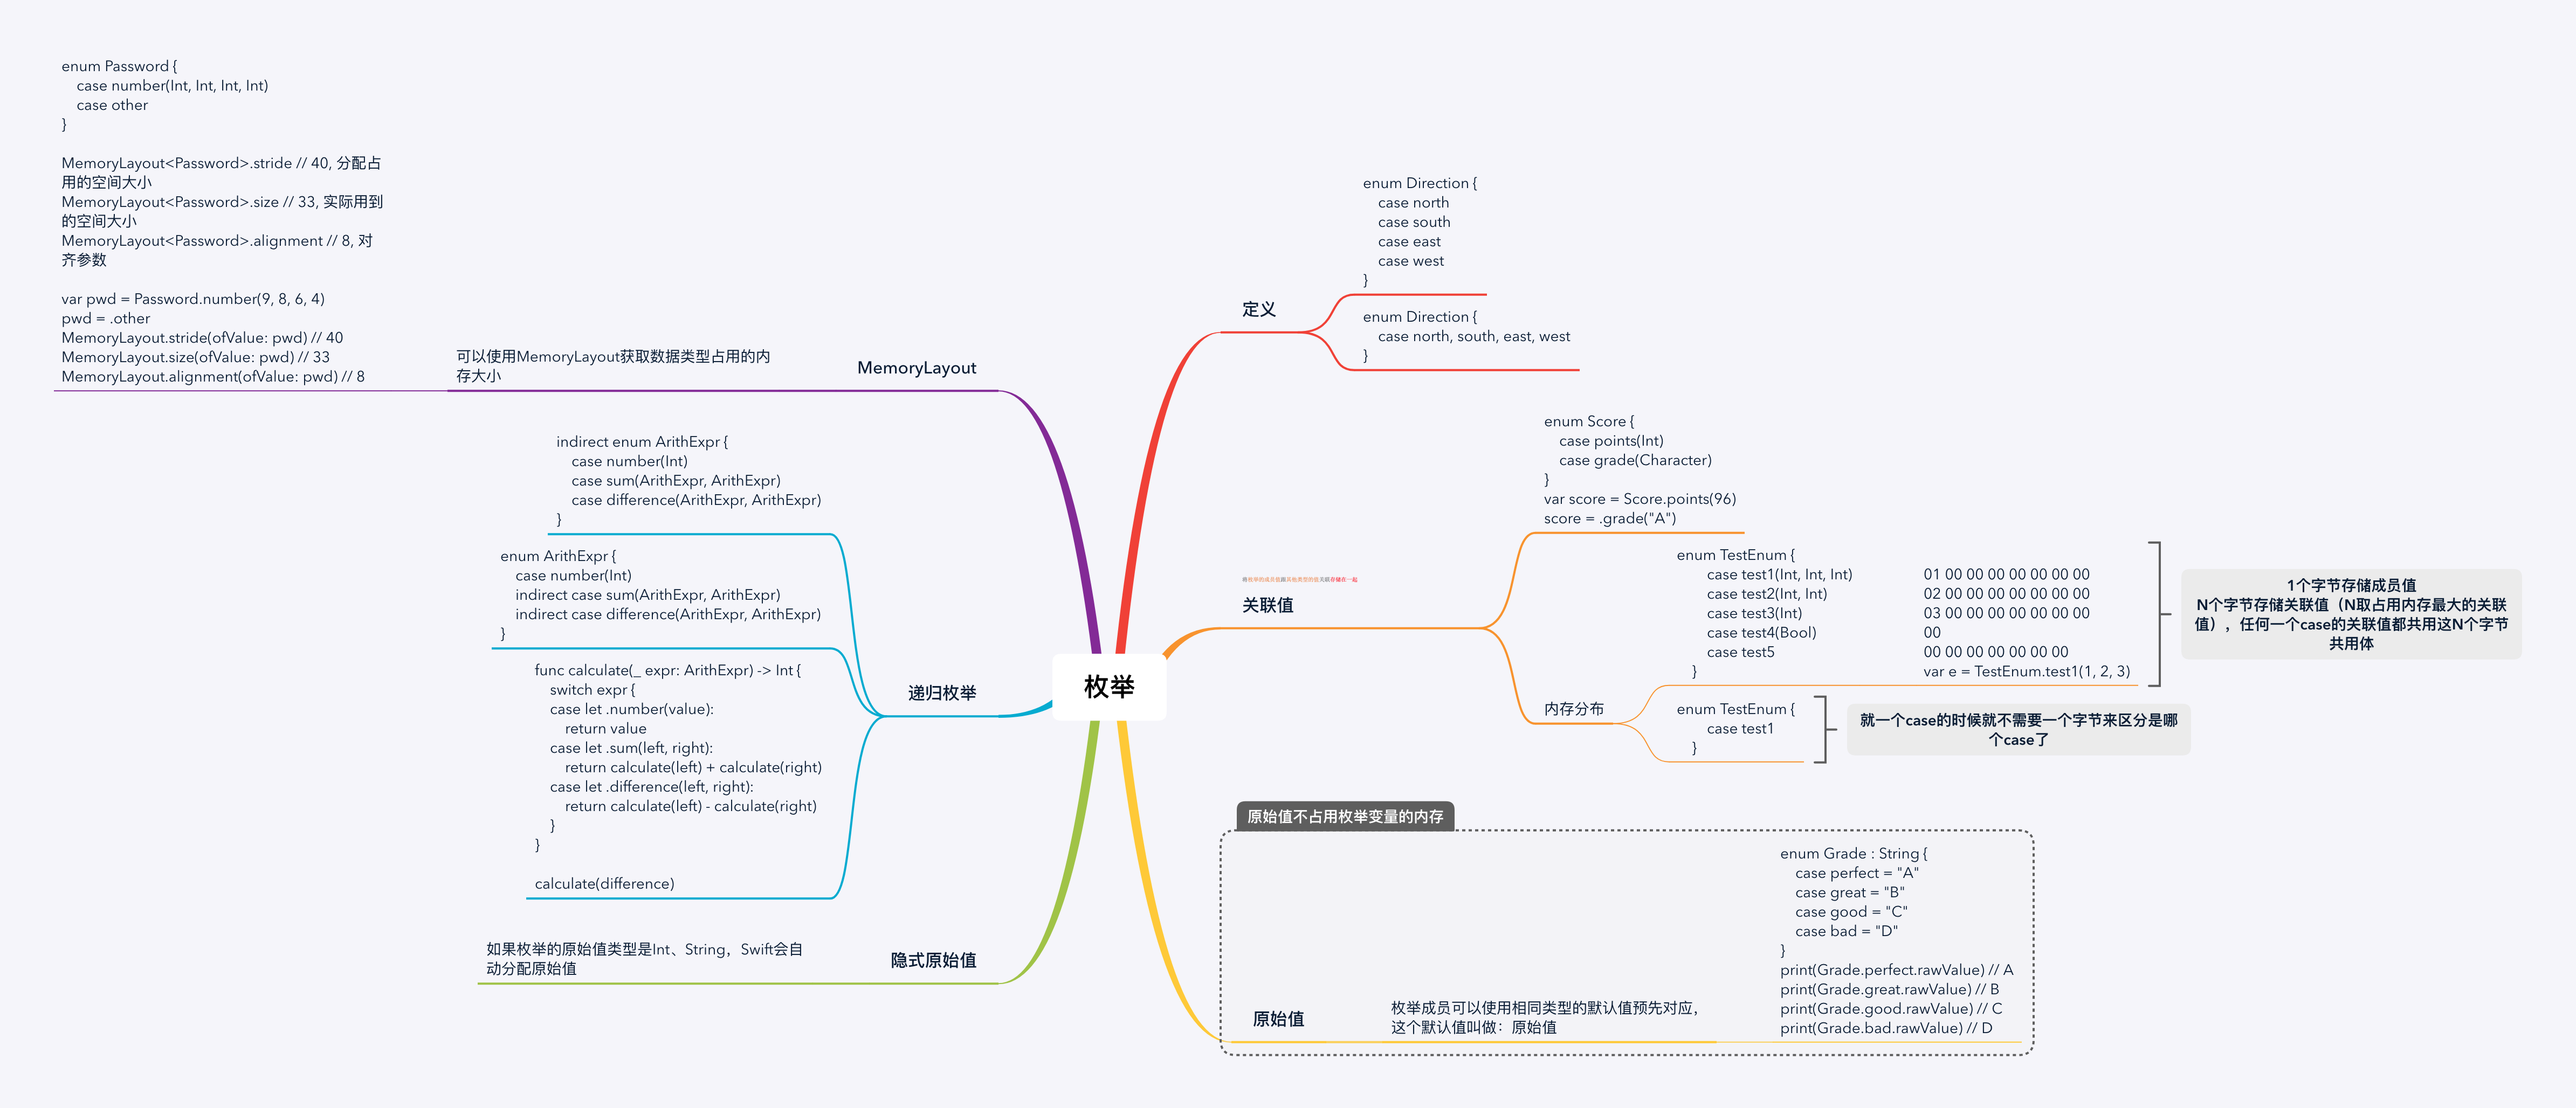 枚举
定义
enum Direction {
case north
case south
case east
case west
}
enum Direction {
case north, south, east, west
}
将枚举的成员值跟其他类型的值关联存储在一起
关联值
enum Score {
case points(Int)
case grade(Character)
}
var score = Score.points(96)
score = .grade("A")
内存分布
enum TestEnum {
case test1(Int, Int, Int)
case test2(Int, Int)
case test3(Int)
case test4(Bool)
case test5
}
01 00 00 00 00 00 00 00
02 00 00 00 00 00 00 00
03 00 00 00 00 00 00 00
00
00 00 00 00 00 00 00
var e = TestEnum.test1(1, 2, 3)
1个字节存储成员值
N个字节存储关联值（N取占用内存最大的关联
值），任何一个case的关联值都共用这N个字节
共用体
enum TestEnum {
case test1
}
就一个case的时候就不需要一个字节来区分是哪
个case了
原始值不占用枚举变量的内存
原始值
枚举成员可以使用相同类型的默认值预先对应，
这个默认值叫做：原始值
enum Grade : String {
case perfect = "A"
case great = "B"
case good = "C"
case bad = "D"
}
print(Grade.perfect.rawValue) // A
print(Grade.great.rawValue) // B
print(Grade.good.rawValue) // C
print(Grade.bad.rawValue) // D
隐式原始值
如果枚举的原始值类型是Int、String，Swift会自
动分配原始值
递归枚举
indirect enum ArithExpr {
case number(Int)
case sum(ArithExpr, ArithExpr)
case difference(ArithExpr, ArithExpr)
}
enum ArithExpr {
case number(Int)
indirect case sum(ArithExpr, ArithExpr)
indirect case difference(ArithExpr, ArithExpr)
}
func calculate(_ expr: ArithExpr) -> Int {
switch expr {
case let .number(value):
return value
case let .sum(left, right):
return calculate(left) + calculate(right)
case let .difference(left, right):
return calculate(left) - calculate(right)
}
}
calculate(difference)
MemoryLayout
可以使用MemoryLayout获取数据类型占用的内
存大小
enum Password {
case number(Int, Int, Int, Int)
case other
}
MemoryLayout<Password>.stride // 40, 分配占
用的空间大小
MemoryLayout<Password>.size // 33, 实际用到
的空间大小
MemoryLayout<Password>.alignment // 8, 对
齐参数
var pwd = Password.number(9, 8, 6, 4)
pwd = .other
MemoryLayout.stride(ofValue: pwd) // 40
MemoryLayout.size(ofValue: pwd) // 33
MemoryLayout.alignment(ofValue: pwd) // 8